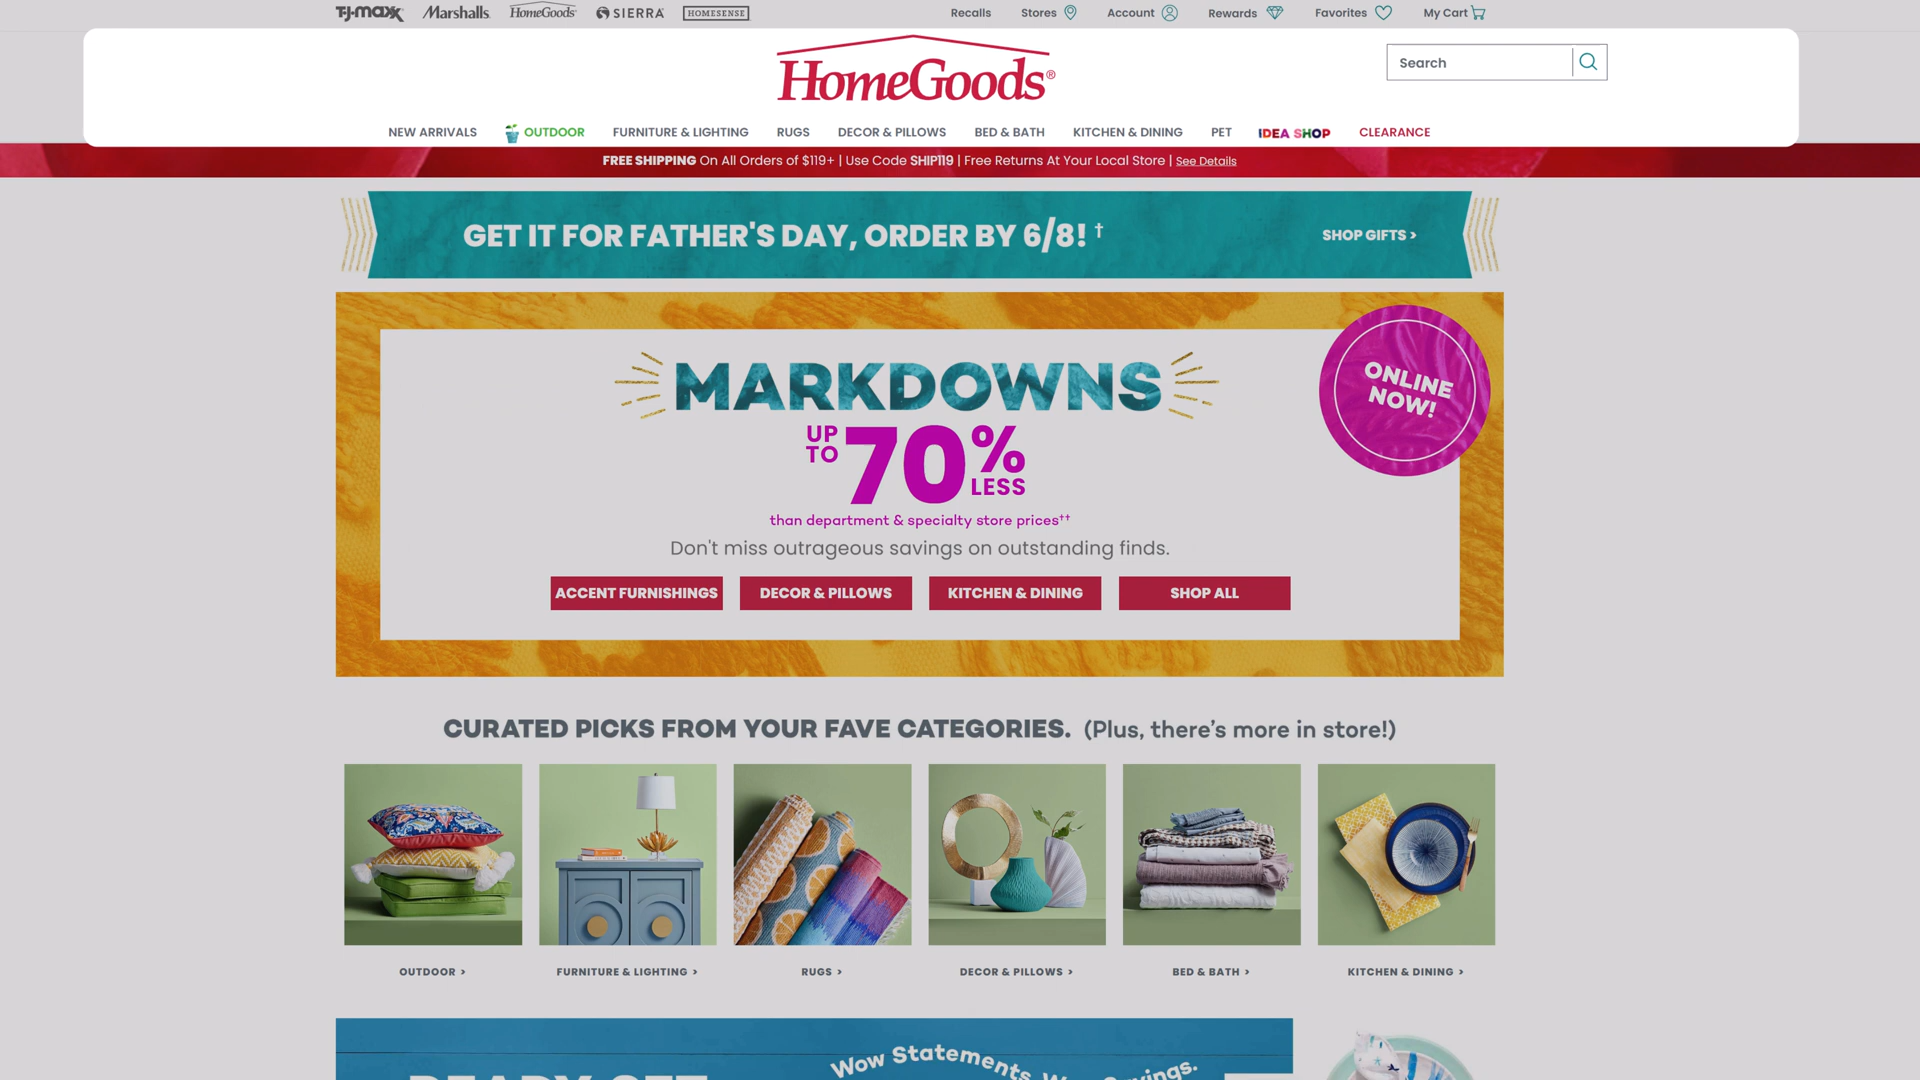 T·J·maxx Marshalls. HomeGoods SIERRA HOMESENSE Recalls Stores Account Rewards Favorites My Cart
HomeGoods®
Search
NEW ARRIVALS OUTDOOR FURNITURE & LIGHTING RUGS DECOR & PILLOWS BED & BATH KITCHEN & DINING PET IDEA SHOP CLEARANCE
FREE SHIPPING On All Orders of $119+ | Use Code SHIP119 | Free Returns At Your Local Store | See Details
GET IT FOR FATHER'S DAY, ORDER BY 6/8! † SHOP GIFTS >
MARKDOWNS
ONLINE
NOW!
UP TO 70% LESS
than department & specialty store prices††
Don't miss outrageous savings on outstanding finds.
ACCENT FURNISHINGS DECOR & PILLOWS KITCHEN & DINING SHOP ALL
CURATED PICKS FROM YOUR FAVE CATEGORIES. (Plus, there’s more in store!)
OUTDOOR > FURNITURE & LIGHTING > RUGS > DECOR & PILLOWS > BED & BATH > KITCHEN & DINING >
Wow Statements.